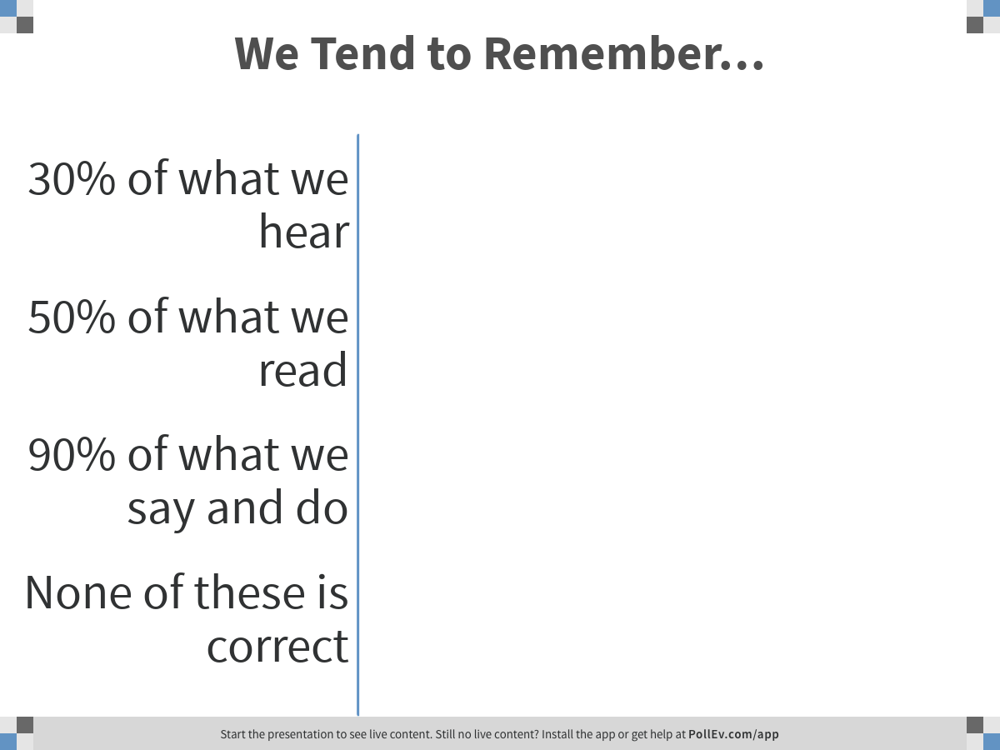 We Tend to Remember...
30% of what we
hear
50% of what we
read
90% of what we
say and do
None of these is
correct
Start the presentation to see live content. Still no live content? Install the app or get help at PollEv.com/app